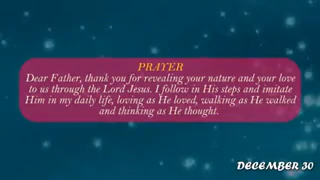 PRAYER
Dear Father, thank you for revealing your nature and your love
to us through the Lord Jesus. I follow in His steps and imitate
Him in my daily life, loving as He loved, walking as He walked
and thinking as He thought.
DECEMBER 30